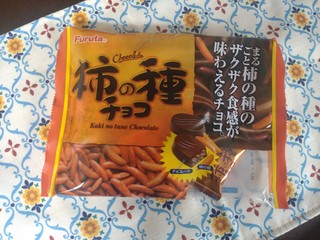 Furuta
Chocolate
柿の種
チョコ
Kaki no tane Chocolate
まるごと柿の種の
ザクザク食感が
味わえるチョコ。